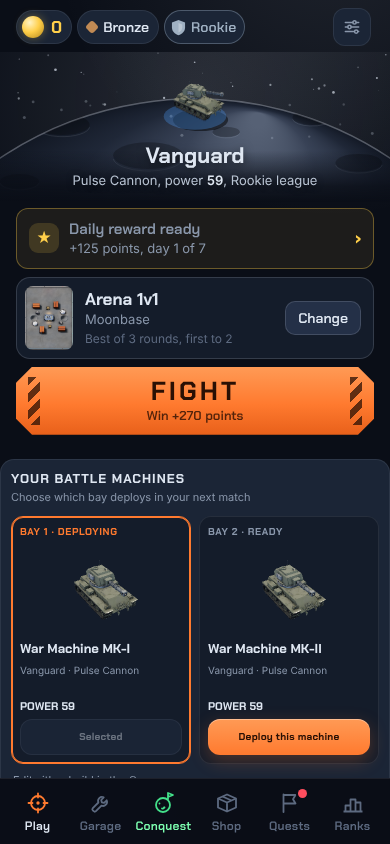 0 Bronze Rookie
Vanguard
Pulse Cannon, power 59, Rookie league
Daily reward ready
+125 points, day 1 of 7
Arena 1v1
Moonbase
Best of 3 rounds, first to 2
Change
FIGHT
Win +270 points
YOUR BATTLE MACHINES
Choose which bay deploys in your next match
BAY 1 · DEPLOYING
War Machine MK-I
Vanguard · Pulse Cannon
POWER 59
Selected
BAY 2 · READY
War Machine MK-II
Vanguard · Pulse Cannon
POWER 59
Deploy this machine
Play Garage Conquest Shop Quests Ranks